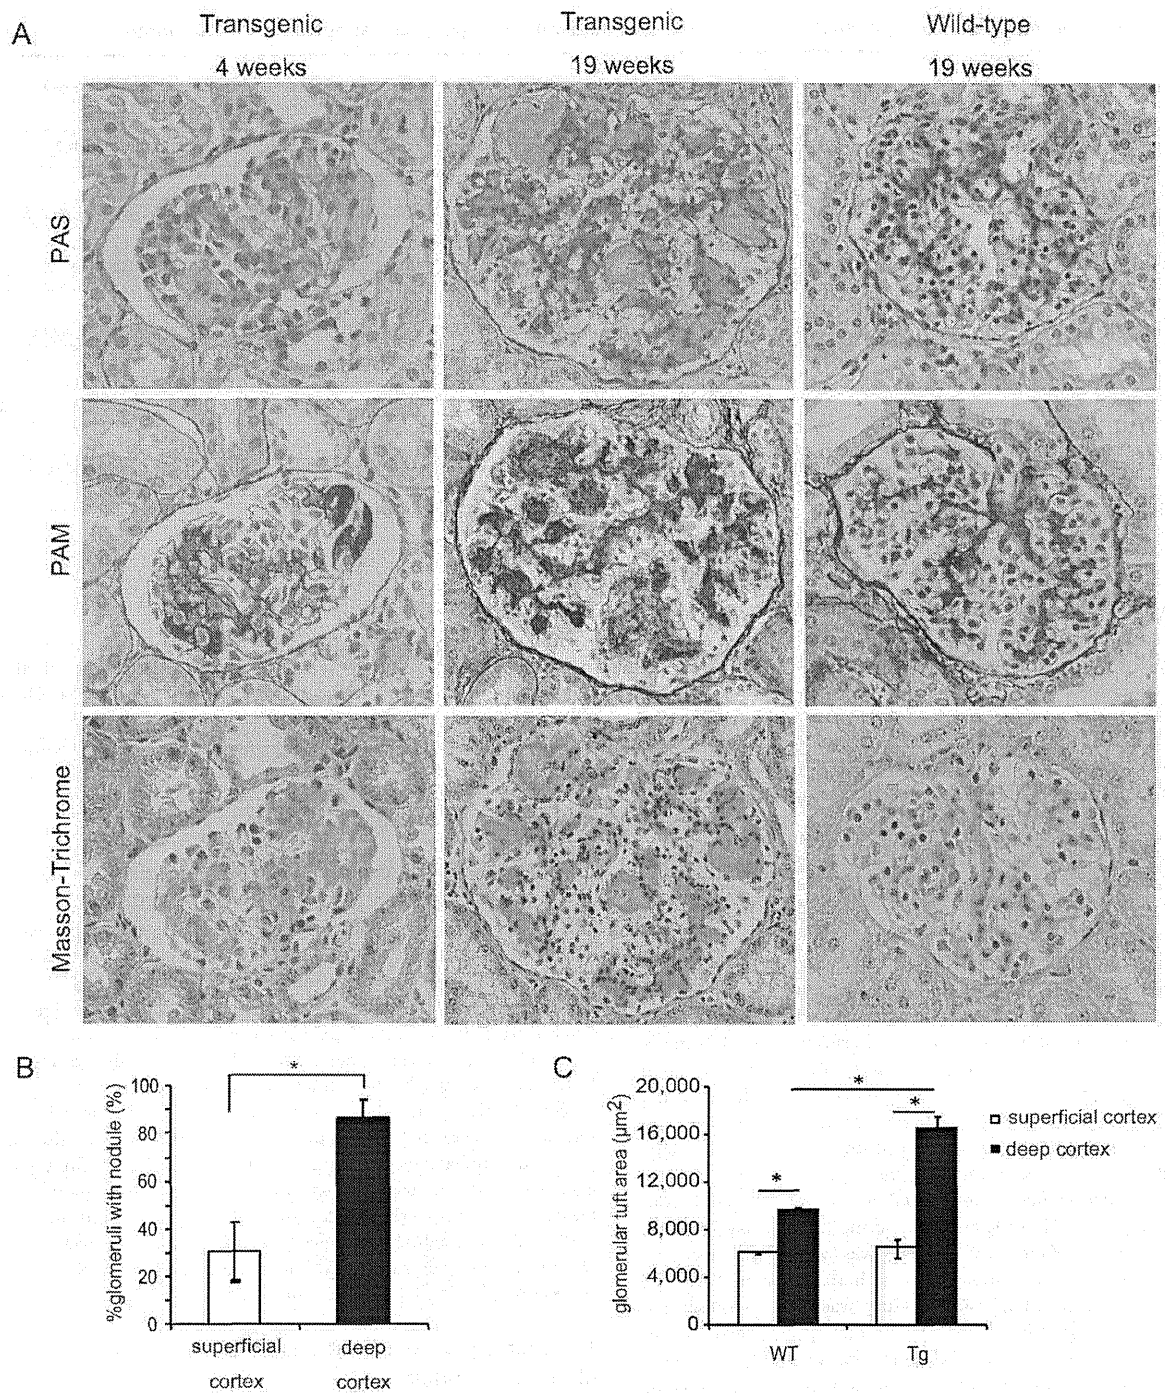 A
Transgenic
4 weeks
Transgenic
19 weeks
Wild-type
19 weeks
PAS
PAM
Masson-Trichrome
B
%glomeruli with nodule (%)
100
80
60
40
20
0
*
superficial
cortex
deep
cortex
C
glomerular tuft area (µm²)
20,000
16,000
12,000
8,000
4,000
0
*
*
*
WT
Tg
superficial cortex
deep cortex